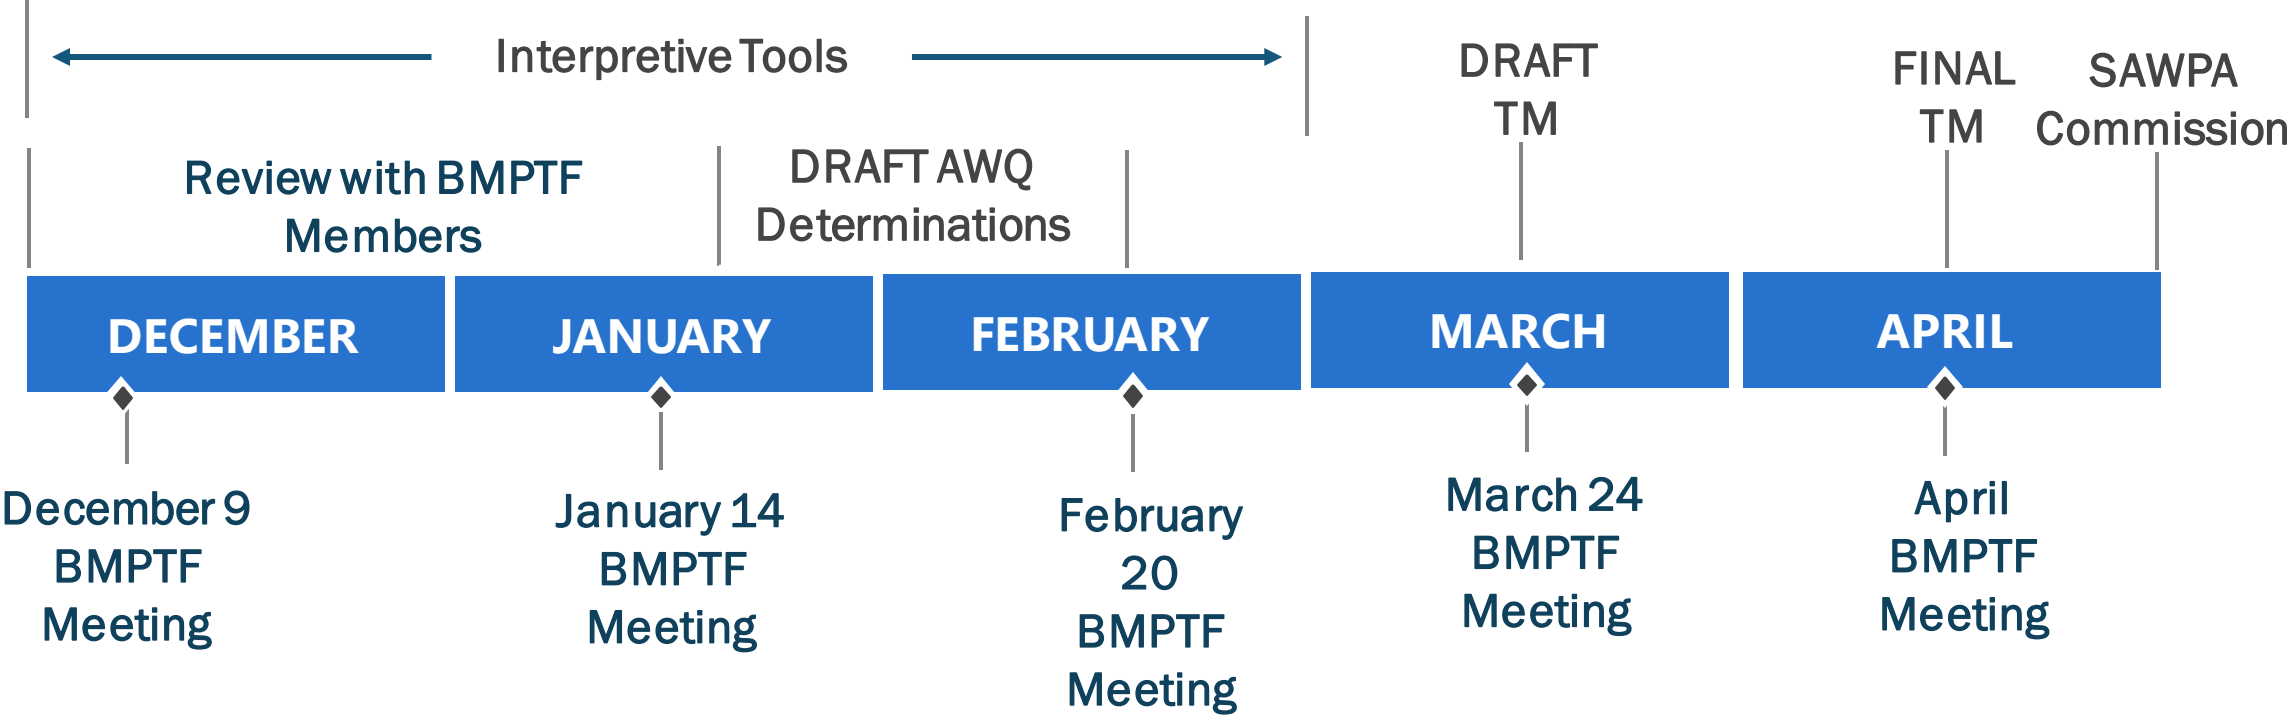 Interpretive Tools
DRAFT
TM
FINAL
TM
SAWPA
Commission
Review with BMPTF
Members
DRAFT AWQ
Determinations
DECEMBER
JANUARY
FEBRUARY
MARCH
APRIL
December 9
BMPTF
Meeting
January 14
BMPTF
Meeting
February
20
BMPTF
Meeting
March 24
BMPTF
Meeting
April
BMPTF
Meeting